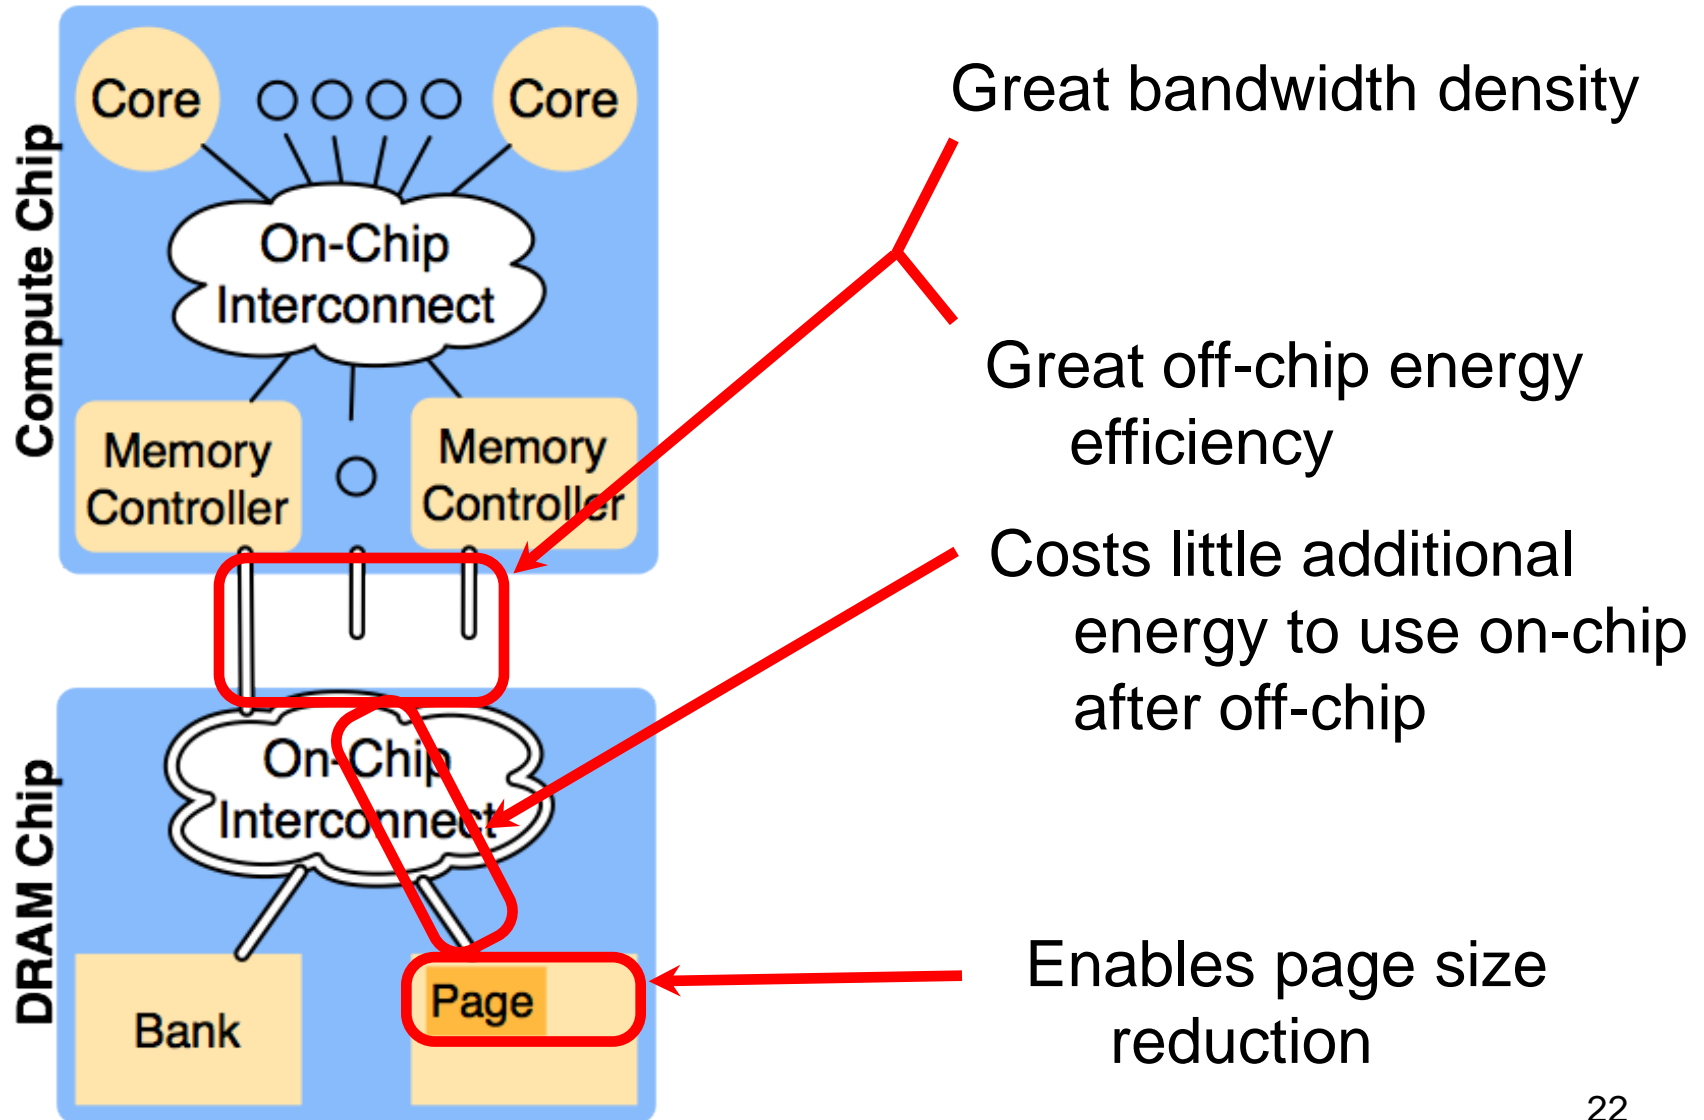 Compute Chip
Core
Core
On-Chip
Interconnect
Memory
Controller
Memory
Controller
DRAM Chip
On-Chip
Interconnect
Bank
Page
Great bandwidth density
Great off-chip energy
efficiency
Costs little additional
energy to use on-chip
after off-chip
Enables page size
reduction
22